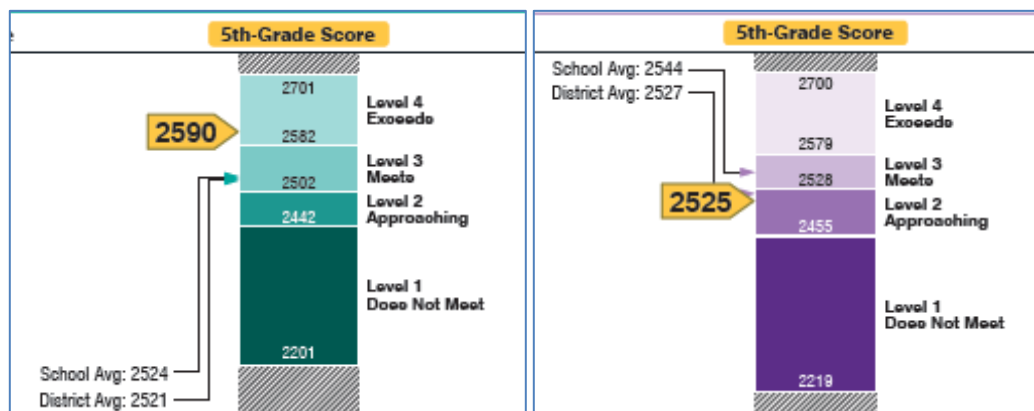 5th-Grade Score
2701
Level 4
Exceeds
2590
2582
Level 3
Meets
2502
Level 2
Approaching
2442
Level 1
Does Not Meet
2201
School Avg: 2524
District Avg: 2521
5th-Grade Score
School Avg: 2544
District Avg: 2527
2700
Level 4
Exceeds
2579
Level 3
Meets
2528
2525
Level 2
Approaching
2455
Level 1
Does Not Meet
2219